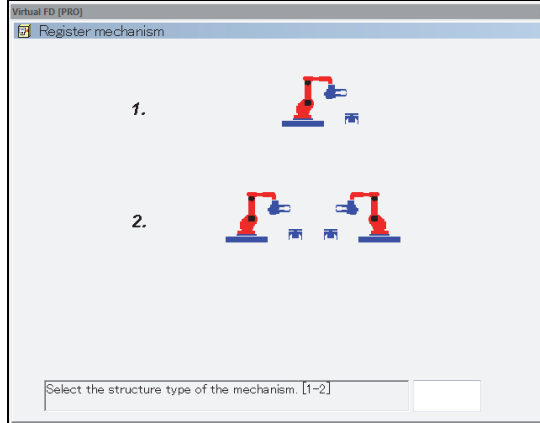 Virtual FD [PRO]
Register mechanism
1.
2.
Select the structure type of the mechanism. [1-2]